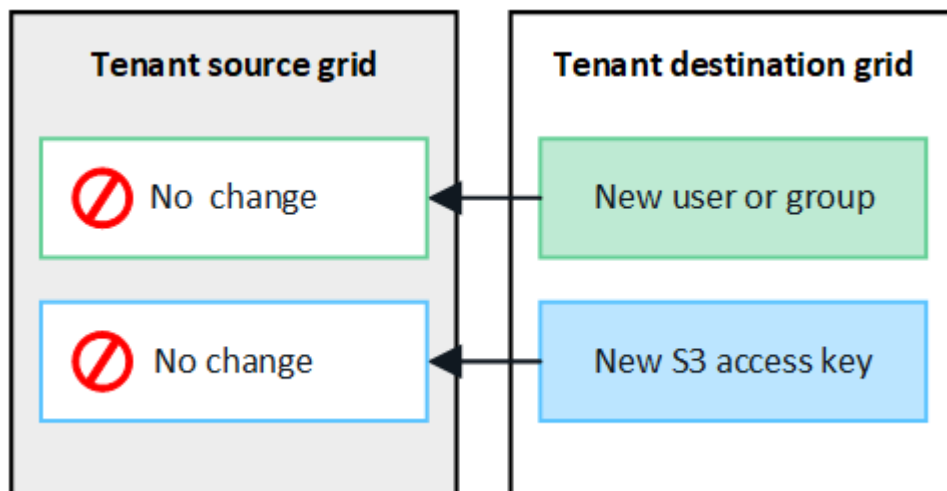 Tenant source grid
Tenant destination grid
No change
New user or group
No change
New S3 access key